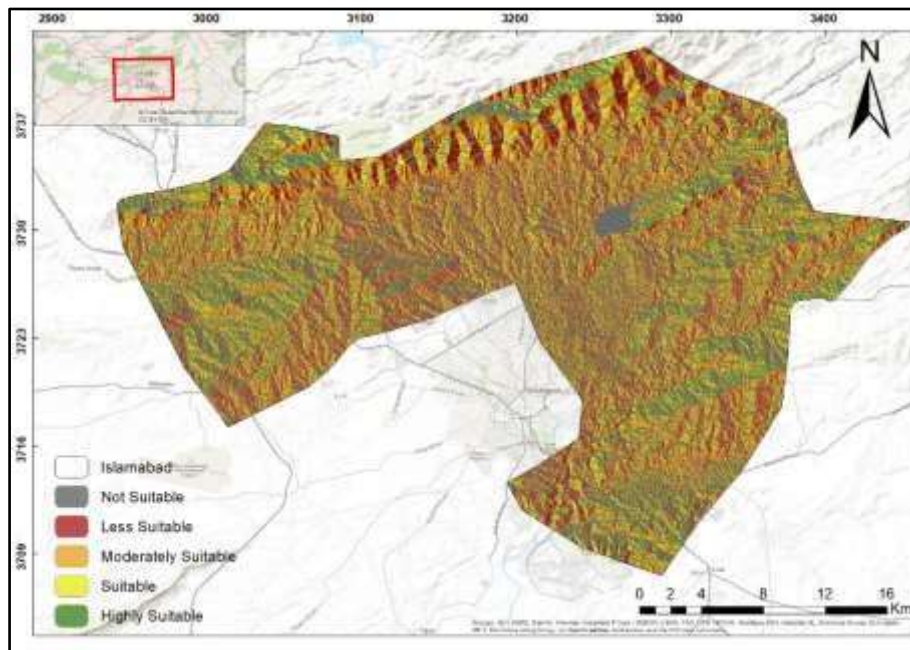 2900 3000 3100 3200 3300 3400
N
3737
3730
3723
3716
3709
Islamabad
Not Suitable
Less Suitable
Moderately Suitable
Suitable
Highly Suitable
0 2 4 8 12 16
Km